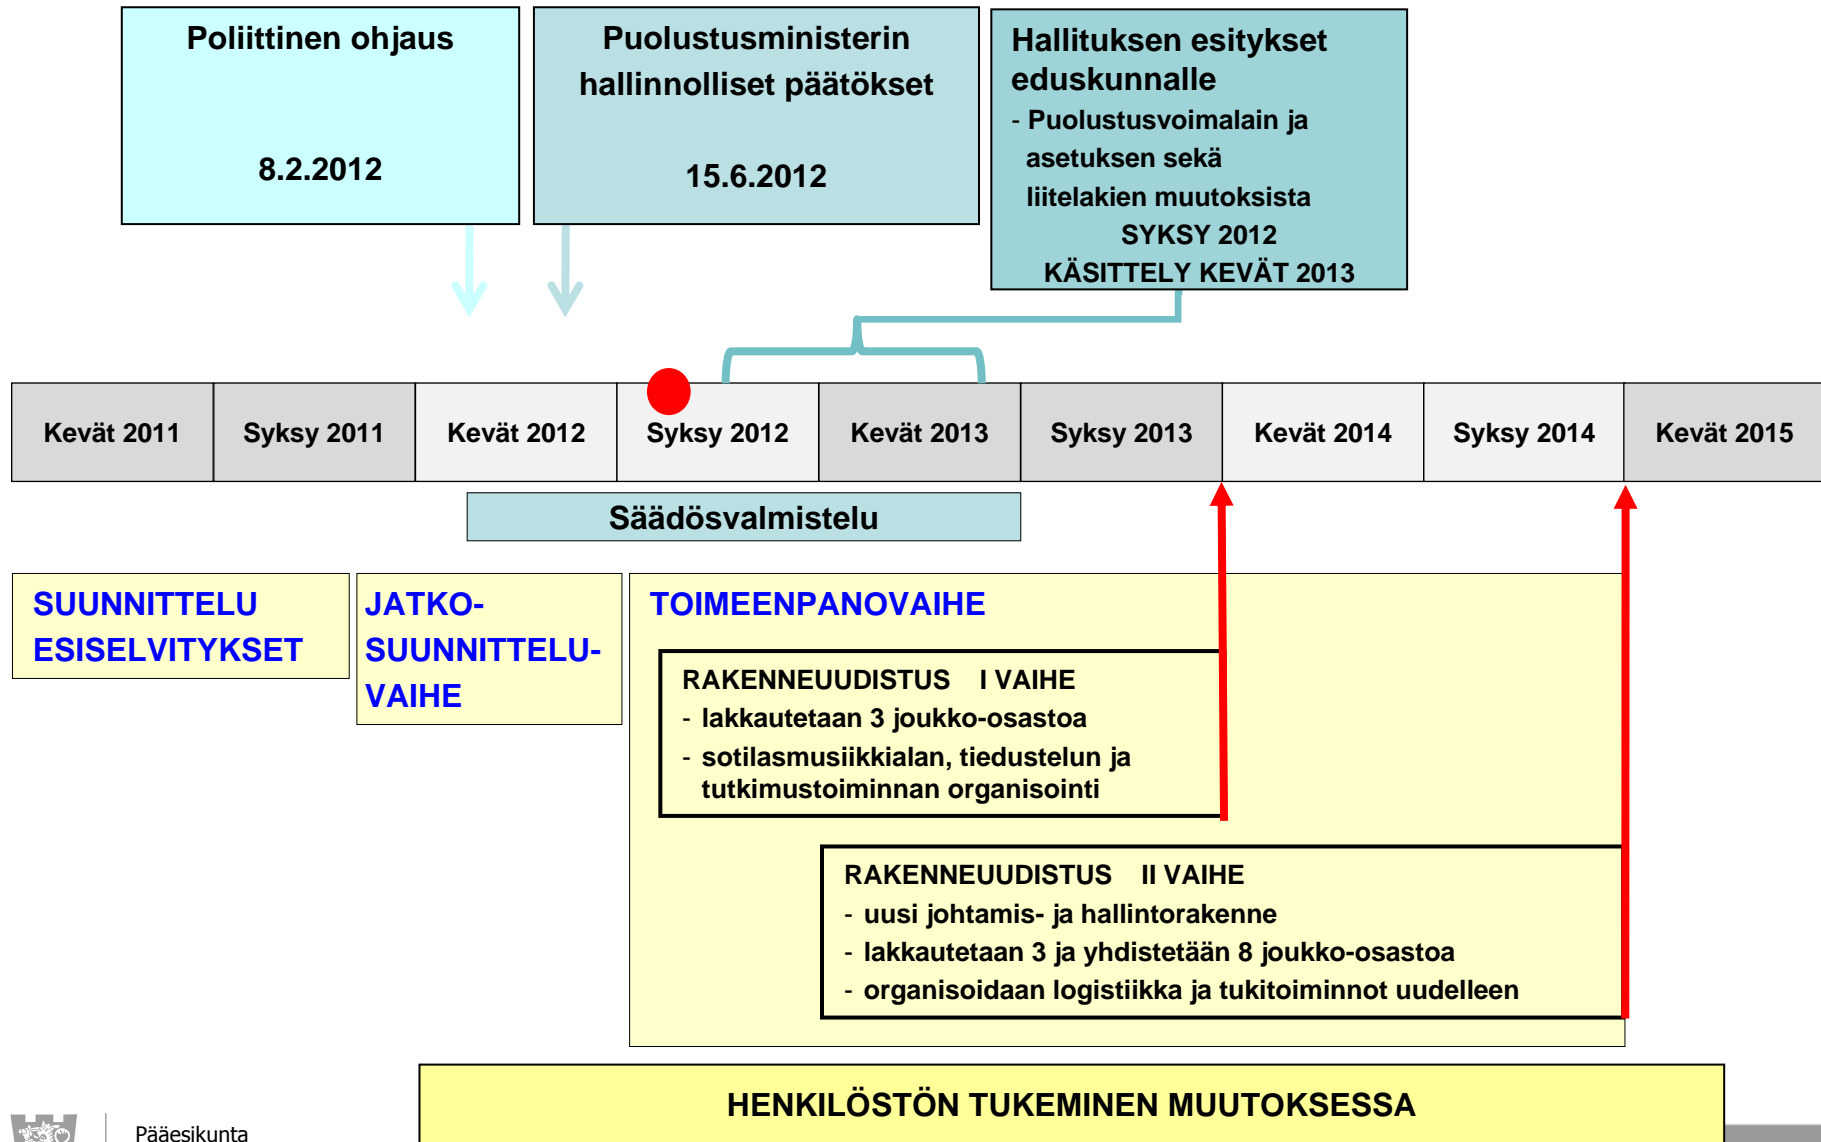 Poliittinen ohjaus
8.2.2012
Puolustusministerin
hallinnolliset päätökset
15.6.2012
Hallituksen esitykset
eduskunnalle
- Puolustusvoimalain ja
asetuksen sekä
liitelakien muutoksista
SYKSY 2012
KÄSITTELY KEVÄT 2013
Kevät 2011
Syksy 2011
Kevät 2012
Syksy 2012
Kevät 2013
Syksy 2013
Kevät 2014
Syksy 2014
Kevät 2015
Säädösvalmistelu
SUUNNITTELU
ESISELVITYKSET
JATKO-
SUUNNITTELU-
VAIHE
TOIMEENPANOVAIHE
RAKENNEUUDISTUS I VAIHE
- lakkautetaan 3 joukko-osastoa
- sotilasmusiikkialan, tiedustelun ja
tutkimustoiminnan organisointi
RAKENNEUUDISTUS II VAIHE
- uusi johtamis- ja hallintorakenne
- lakkautetaan 3 ja yhdistetään 8 joukko-osastoa
- organisoidaan logistiikka ja tukitoiminnot uudelleen
HENKILÖSTÖN TUKEMINEN MUUTOKSESSA
Pääesikunta